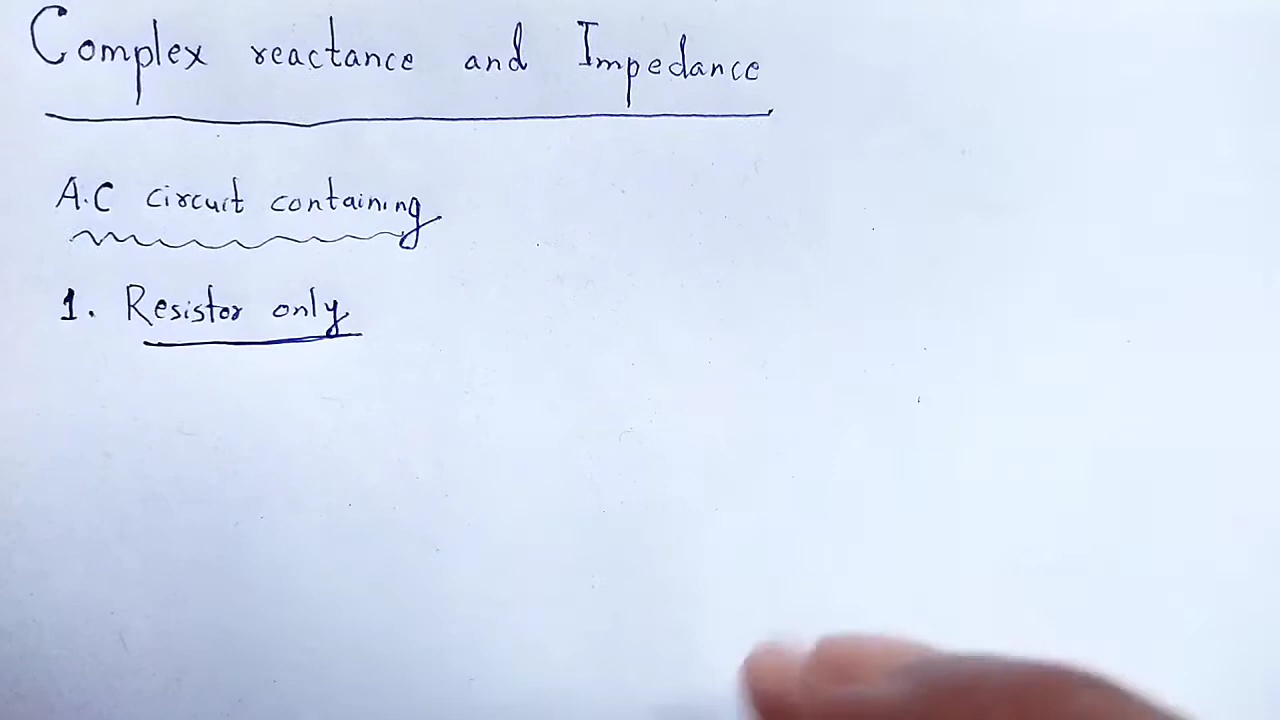 Complex reactance and Impedance
A.C circuit containing
1. Resistor only